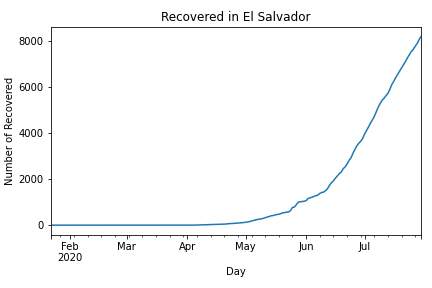 Recovered in El Salvador
Number of Recovered
8000
6000
4000
2000
0
Feb
2020
Mar
Apr
May
Jun
Jul
Day